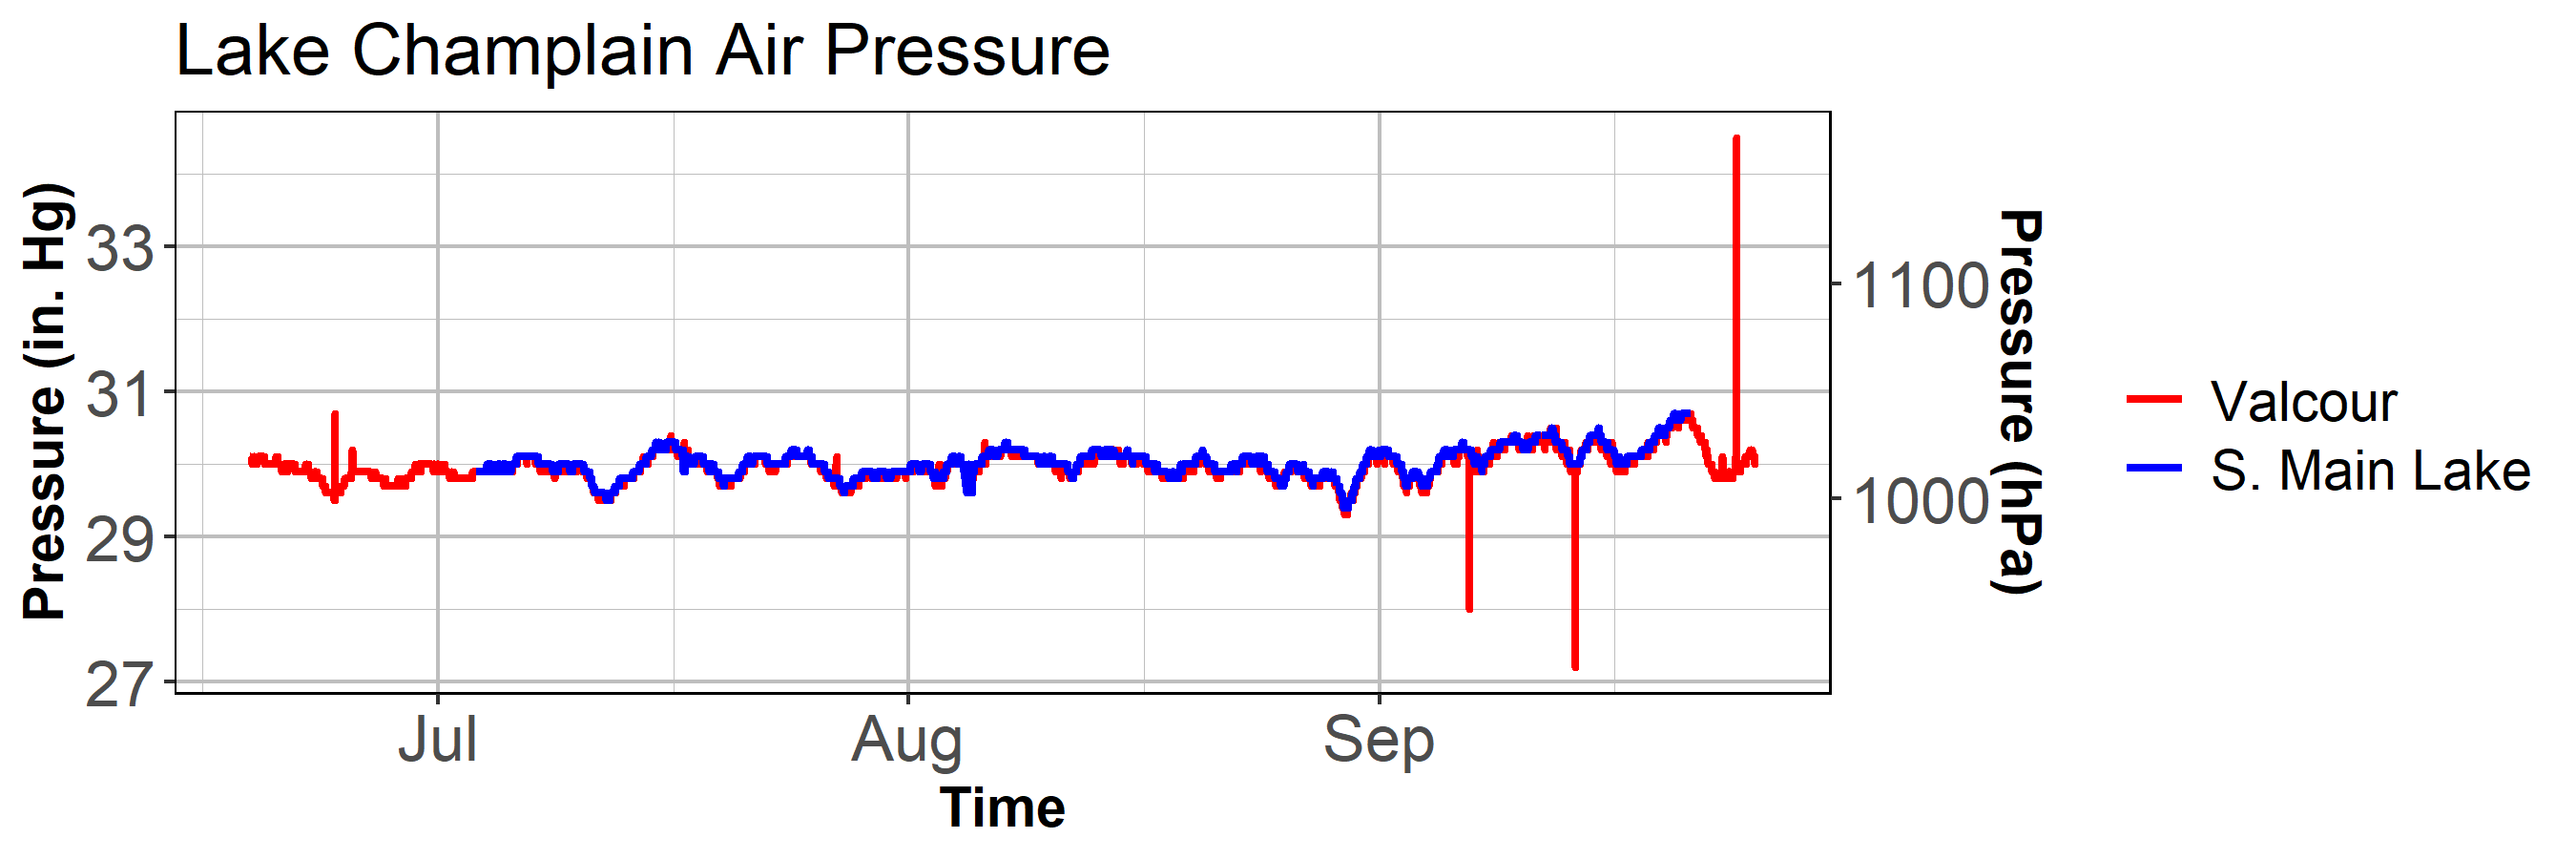 Lake Champlain Air Pressure
Pressure (in. Hg)
33
31
29
27
1100
1000
Pressure (hPa)
Jul
Aug
Sep
Time
Valcour
S. Main Lake